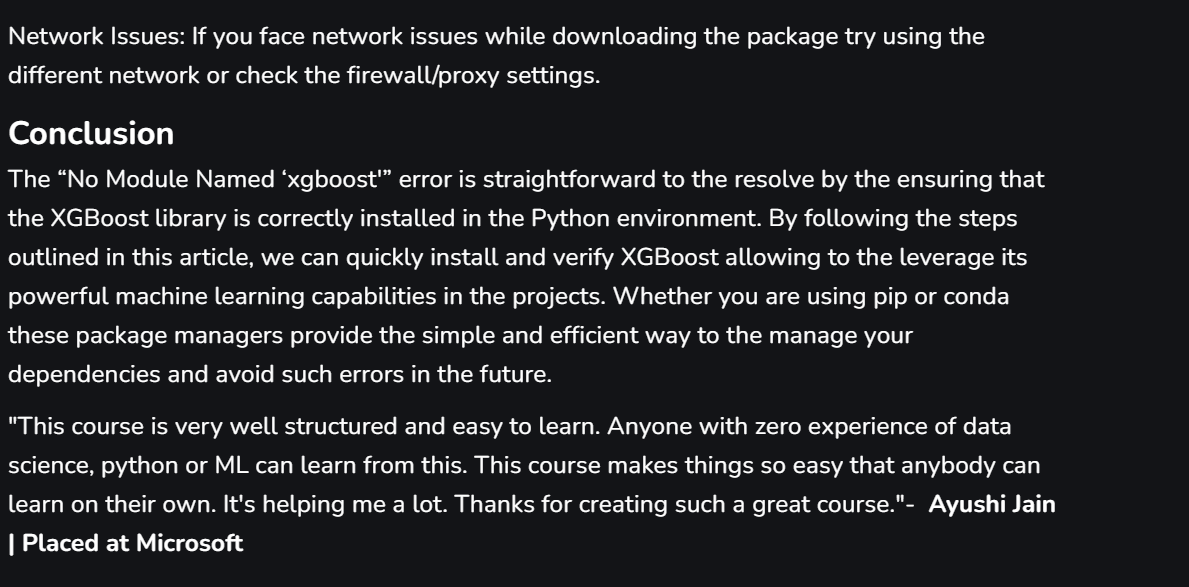 Network Issues: If you face network issues while downloading the package try using the
different network or check the firewall/proxy settings.
Conclusion
The “No Module Named ‘xgboost'” error is straightforward to the resolve by the ensuring that
the XGBoost library is correctly installed in the Python environment. By following the steps
outlined in this article, we can quickly install and verify XGBoost allowing to the leverage its
powerful machine learning capabilities in the projects. Whether you are using pip or conda
these package managers provide the simple and efficient way to the manage your
dependencies and avoid such errors in the future.
"This course is very well structured and easy to learn. Anyone with zero experience of data
science, python or ML can learn from this. This course makes things so easy that anybody can
learn on their own. It's helping me a lot. Thanks for creating such a great course."- Ayushi Jain
| Placed at Microsoft